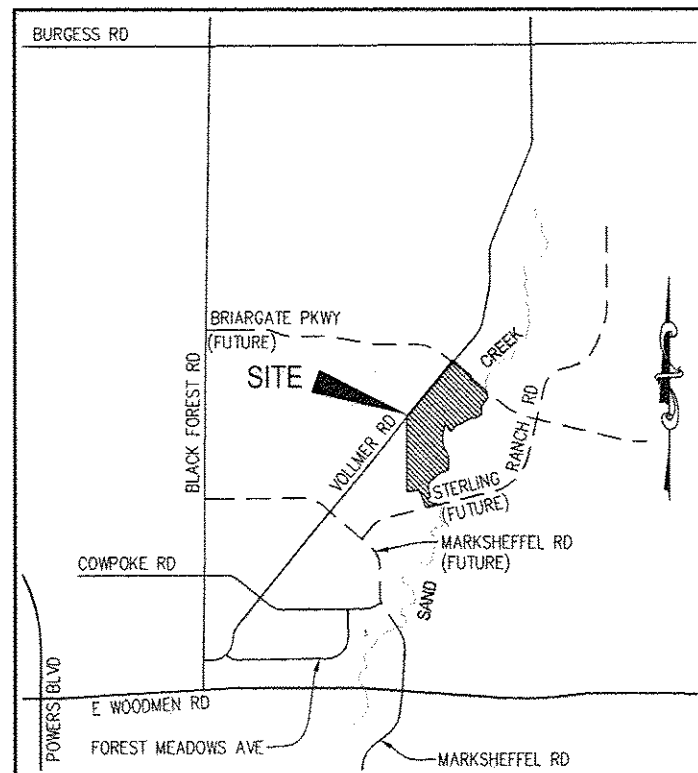 BURGESS RD
BRIARGATE PKWY
(FUTURE)
SITE
CREEK
BLACK FOREST RD
VOLLMER RD
RANCH RD
STERLING
(FUTURE)
MARKSHEFFEL RD
(FUTURE)
COWPOKE RD
SAND
POWERS BLVD
E WOODMEN RD
FOREST MEADOWS AVE
MARKSHEFFEL RD